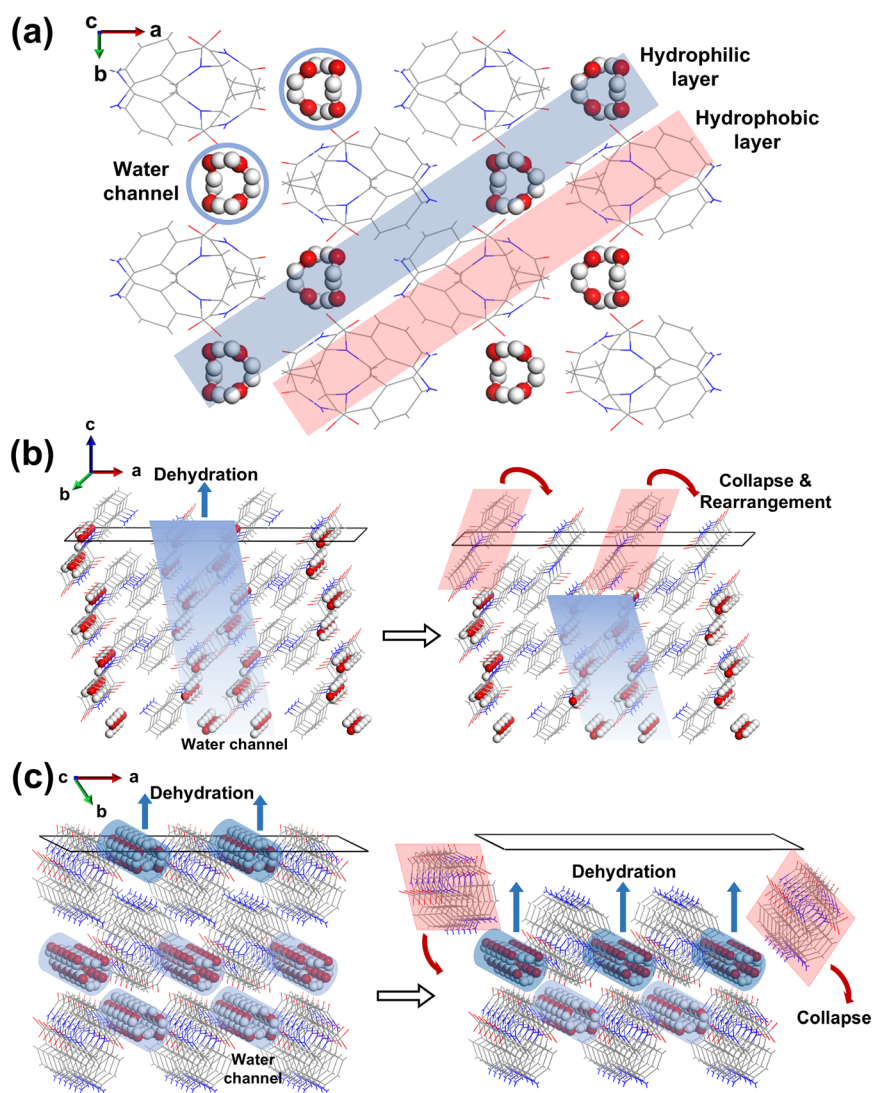 (a)
c
a
b
Hydrophilic
layer
Hydrophobic
layer
Water
channel
(b)
c
a
b
Dehydration
Collapse &
Rearrangement
Water channel
(c)
c
a
b
Dehydration
Dehydration
Water
channel
Collapse